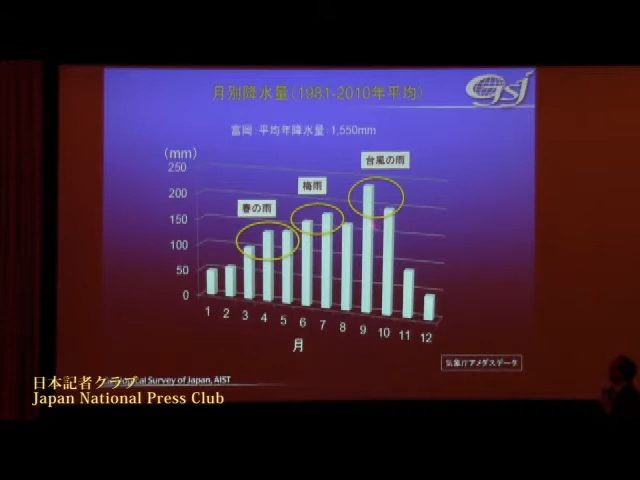 月別降水量(1981-2010年平均)
GSJ
富岡:平均年降水量:1,550mm
(mm)
250
200
150
100
50
0
春の雨
梅雨
台風の雨
1 2 3 4 5 6 7 8 9 10 11 12
月
気象庁アメダスデータ
日本記者クラブ
Survey of Japan, AIST
Japan National Press Club